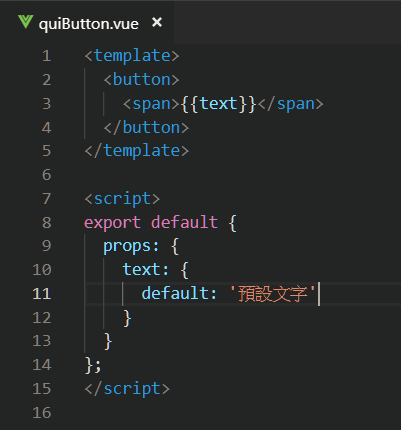 quiButton.vue ×
1 <template>
2   <button>
3     <span>{{text}}</span>
4   </button>
5 </template>
6
7 <script>
8 export default {
9   props: {
10     text: {
11       default: '預設文字'
12     }
13   }
14 };
15 </script>
16